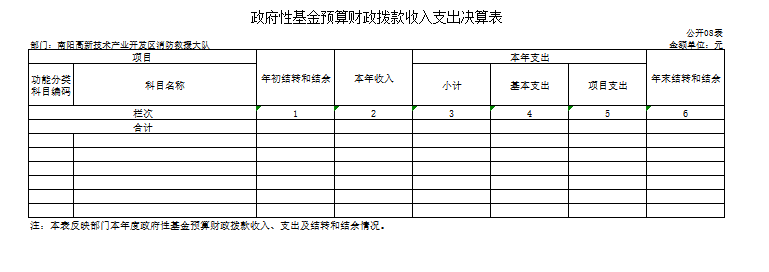 政府性基金预算财政拨款收入支出决算表
公开08表
部门：南阳高新技术产业开发区消防救援大队 金额单位：元
项目 年初结转和结余 本年收入 本年支出 年末结转和结余
功能分类科目编码 科目名称 小计 基本支出 项目支出
栏次 1 2 3 4 5 6
合计
注：本表反映部门本年度政府性基金预算财政拨款收入、支出及结转和结余情况。